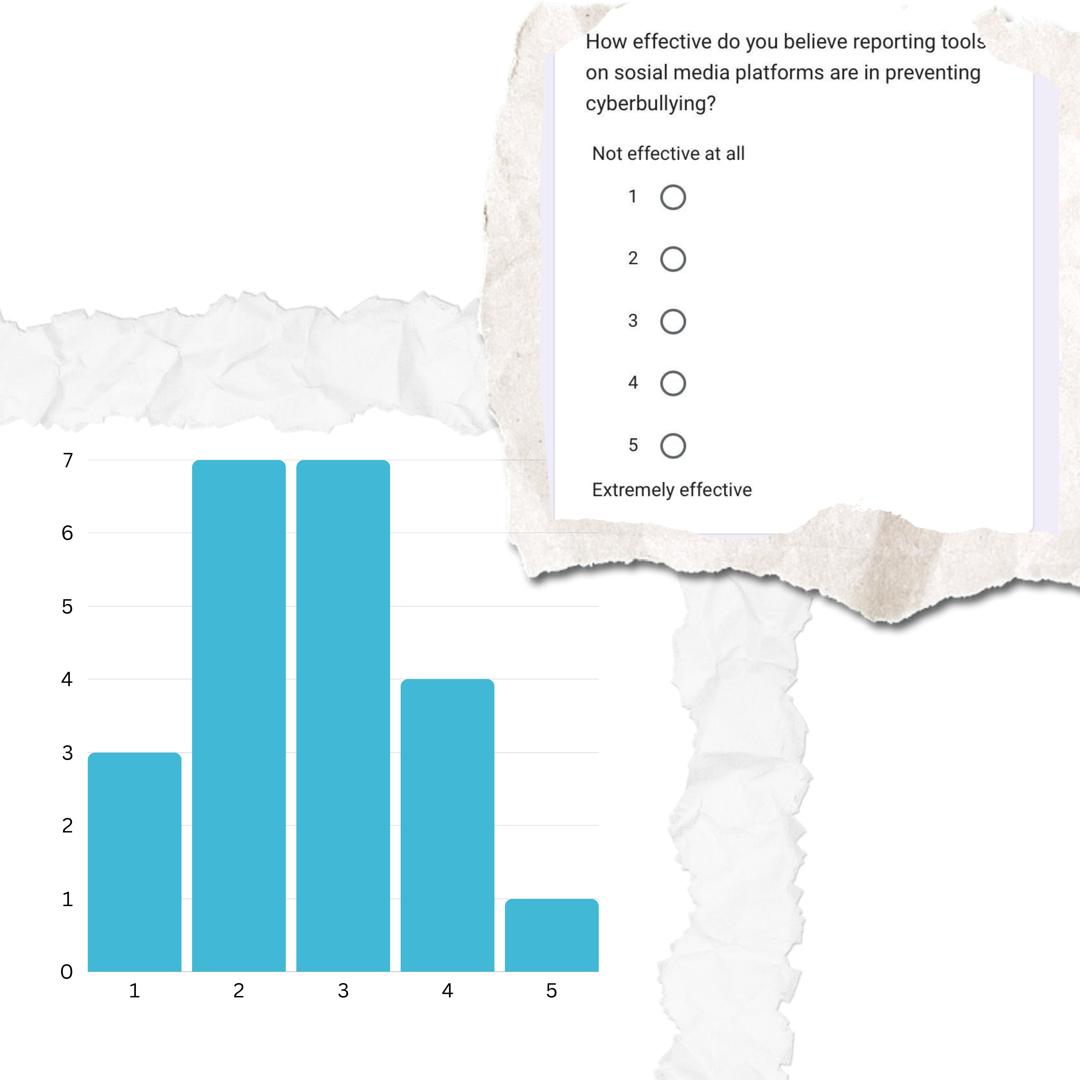 How effective do you believe reporting tools
on sosial media platforms are in preventing
cyberbullying?
Not effective at all
1
2
3
4
5
Extremely effective
7
6
5
4
3
2
1
0
1 2 3 4 5